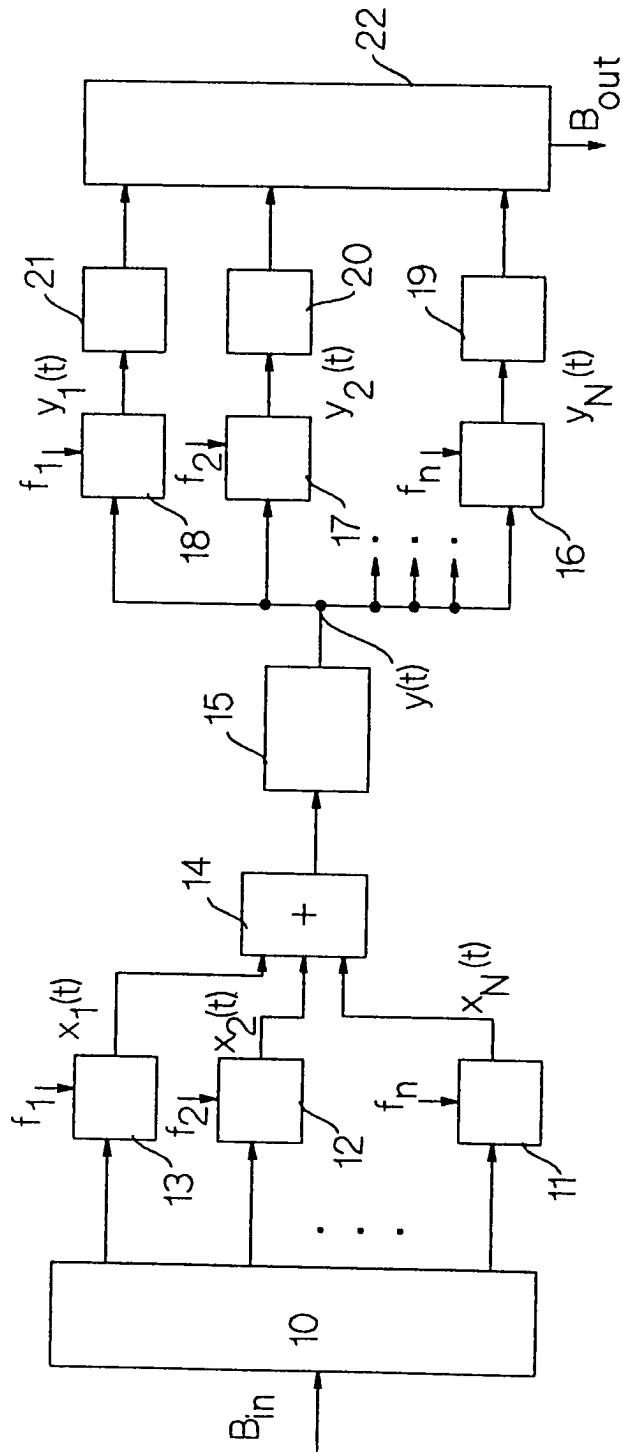 B_in
10
f_1
13
x_1(t)
f_2
12
x_2(t)
f_n
11
x_N(t)
14
+
15
y(t)
f_1
18
y_1(t)
21
f_2
17
y_2(t)
20
f_n
16
y_N(t)
19
22
B_out